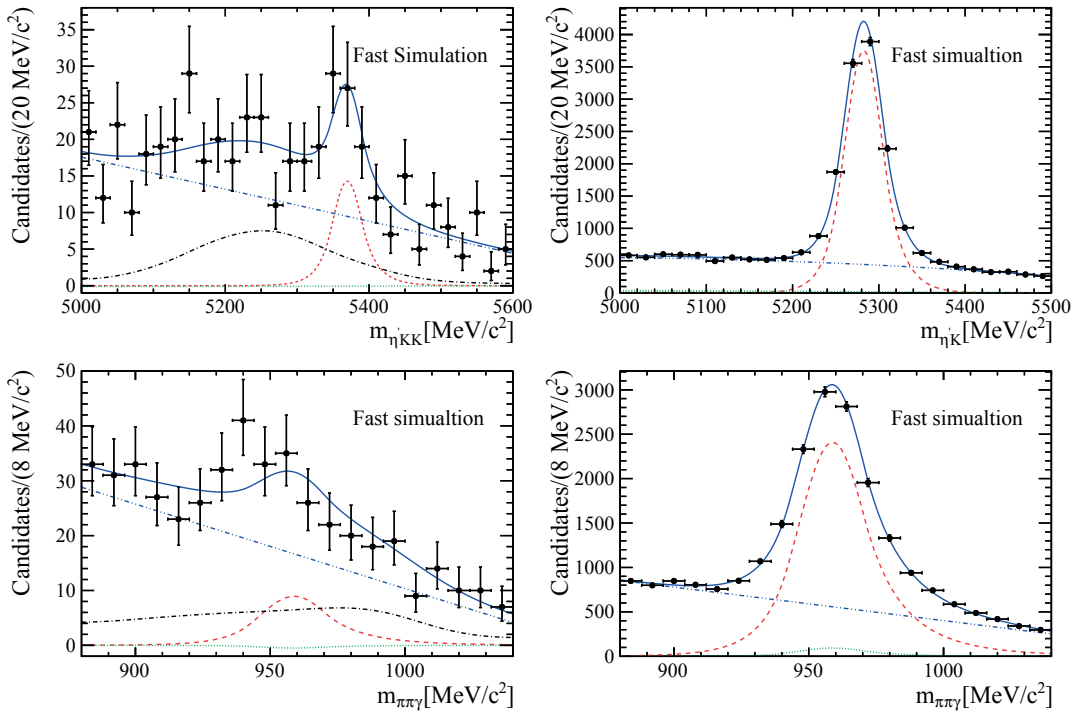 Candidates/(20 MeV/c²)
35
30
25
20
15
10
5
0
Fast Simulation
5000 5200 5400 5600
m_η'KK[MeV/c²]
Candidates/(20 MeV/c²)
4000
3500
3000
2500
2000
1500
1000
500
0
Fast simualtion
5000 5100 5200 5300 5400 5500
m_η'K[MeV/c²]
Candidates/(8 MeV/c²)
50
40
30
20
10
0
Fast simualtion
900 950 1000
m_ππγ[MeV/c²]
Candidates/(8 MeV/c²)
3000
2500
2000
1500
1000
500
0
Fast simualtion
900 950 1000
m_ππγ[MeV/c²]